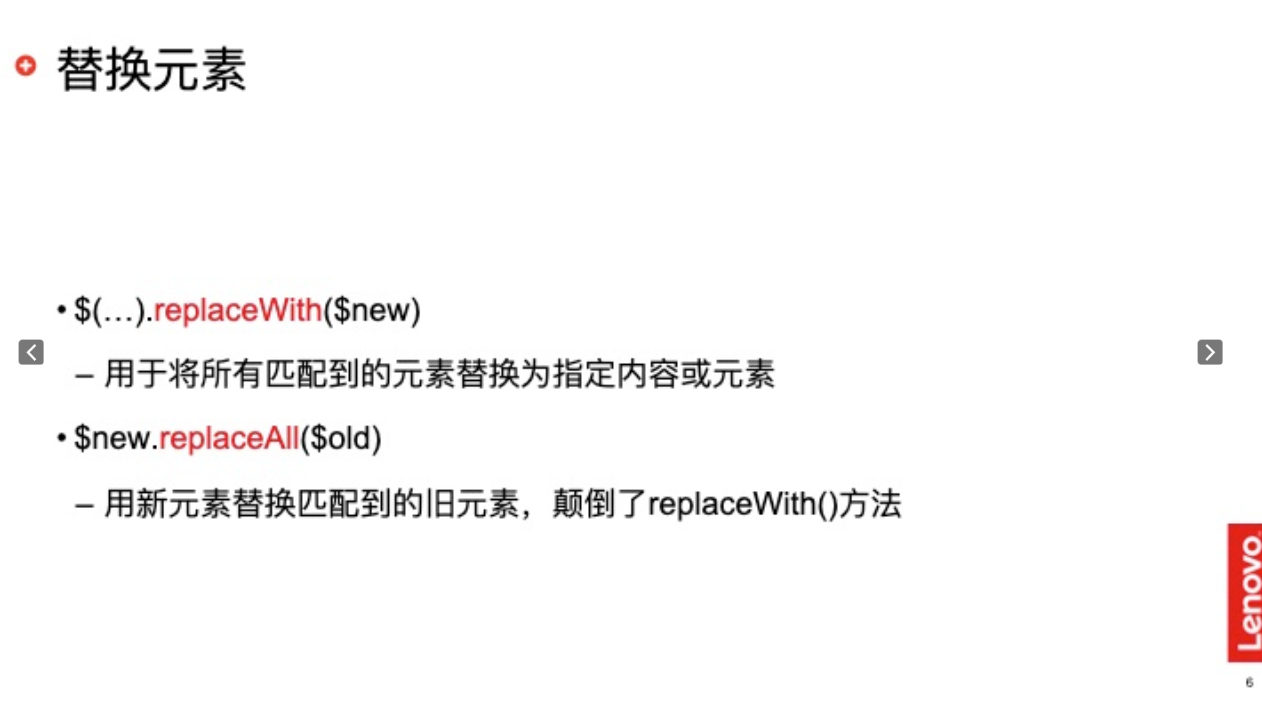 替换元素
• $(…).replaceWith($new)
– 用于将所有匹配到的元素替换为指定内容或元素
• $new.replaceAll($old)
– 用新元素替换匹配到的旧元素，颠倒了replaceWith()方法
Lenovo
6